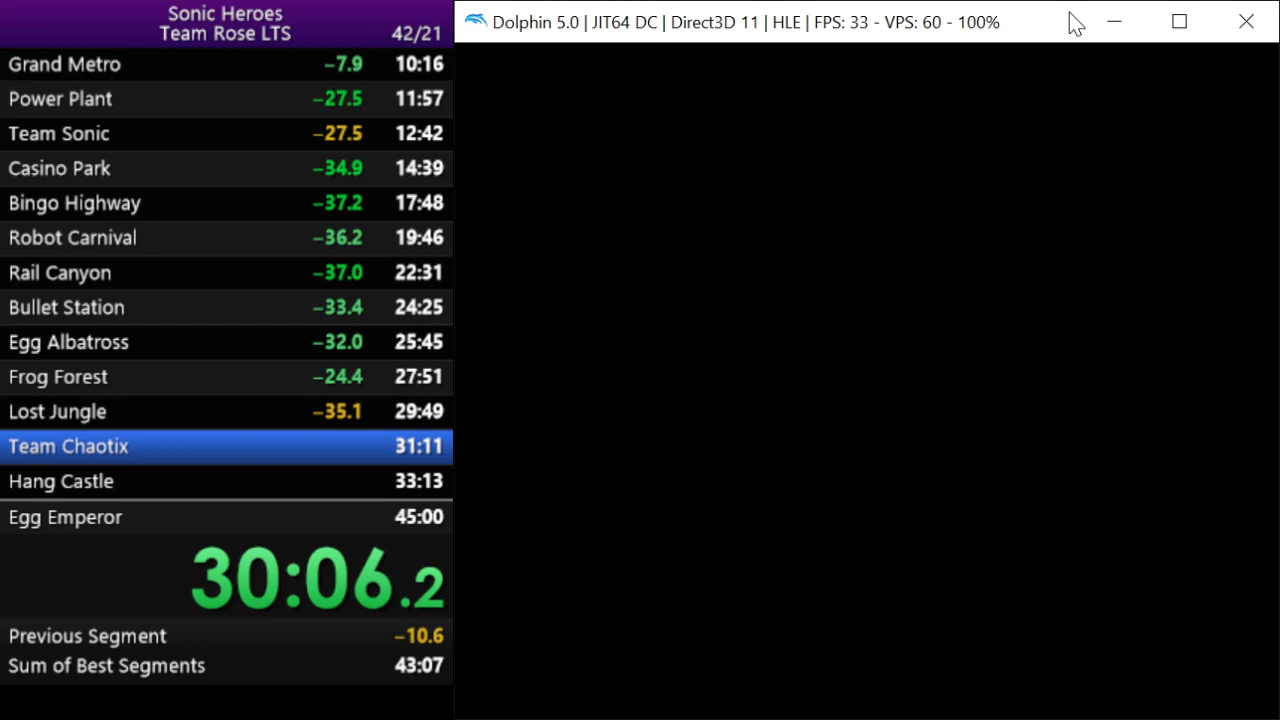 Sonic Heroes
Team Rose LTS 42/21
Grand Metro −7.9 10:16
Power Plant −27.5 11:57
Team Sonic −27.5 12:42
Casino Park −34.9 14:39
Bingo Highway −37.2 17:48
Robot Carnival −36.2 19:46
Rail Canyon −37.0 22:31
Bullet Station −33.4 24:25
Egg Albatross −32.0 25:45
Frog Forest −24.4 27:51
Lost Jungle −35.1 29:49
Team Chaotix 31:11
Hang Castle 33:13
Egg Emperor 45:00
30:06.2
Previous Segment −10.6
Sum of Best Segments 43:07
Dolphin 5.0 | JIT64 DC | Direct3D 11 | HLE | FPS: 33 - VPS: 60 - 100%